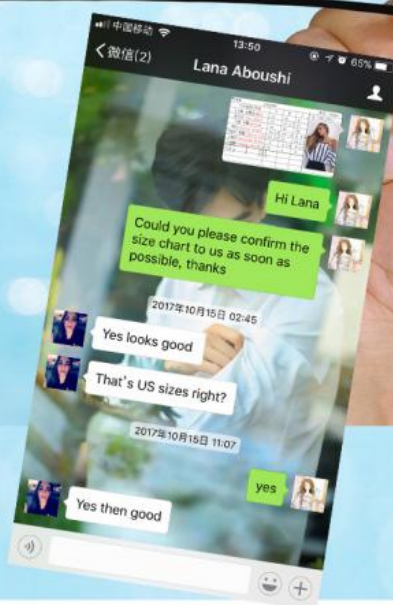 中国移动
13:50
65%
微信(2)
Lana Aboushi
Hi Lana
Could you please confirm the
size chart to us as soon as
possible, thanks
2017年10月15日 02:45
Yes looks good
That's US sizes right?
2017年10月15日 11:07
yes
Yes then good